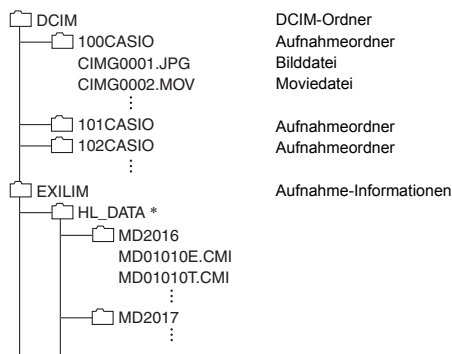 DCIM DCIM-Ordner
100CASIO Aufnahmeordner
CIMG0001.JPG Bilddatei
CIMG0002.MOV Moviedatei
101CASIO Aufnahmeordner
102CASIO Aufnahmeordner
EXILIM Aufnahme-Informationen
HL_DATA *
MD2016
MD01010E.CMI
MD01010T.CMI
MD2017